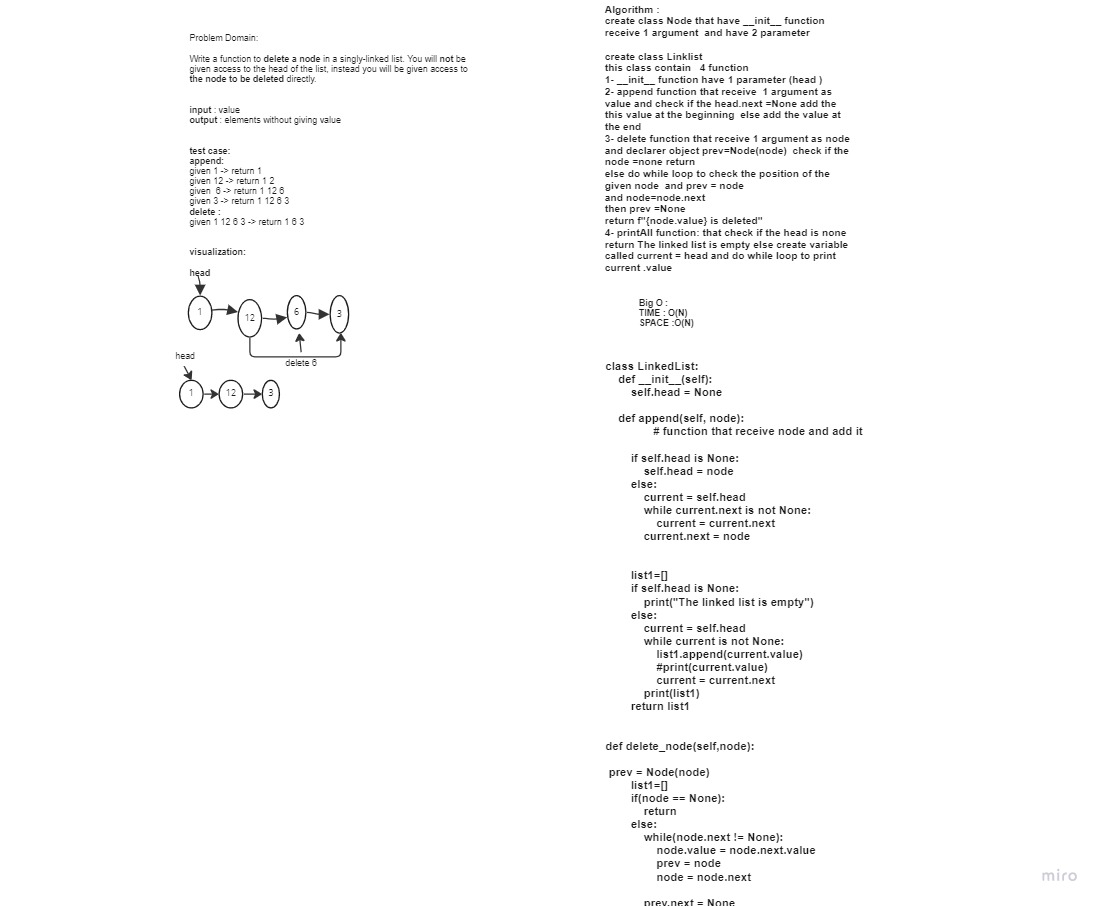 Problem Domain:
Write a function to delete a node in a singly-linked list. You will not be
given access to the head of the list, instead you will be given access to
the node to be deleted directly.
input : value
output : elements without giving value
test case:
append:
given 1 -> return 1
given 12 -> return 1 2
given  6 -> return 1 12 6
given 3 -> return 1 12 6 3
delete :
given 1 12 6 3 -> return 1 6 3
visualization:
head
1
12
6
3
delete 6
head
1
12
3
Algorithm :
create class Node that have __init__ function
receive 1 argument  and have 2 parameter
create class Linklist
this class contain   4 function
1- __init__ function have 1 parameter (head )
2- append function that receive  1 argument as
value and check if the head.next =None add the
this value at the beginning  else add the value at
the end
3- delete function that receive 1 argument as node
and declarer object prev=Node(node)  check if the
node =none return
else do while loop to check the position of the
given node  and prev = node
and node=node.next
then prev =None
return f"{node.value} is deleted"
4- printAll function: that check if the head is none
return The linked list is empty else create variable
called current = head and do while loop to print
current .value
Big O :
TIME : O(N)
SPACE :O(N)
class LinkedList:
def __init__(self):
self.head = None
def append(self, node):
# function that receive node and add it
if self.head is None:
self.head = node
else:
current = self.head
while current.next is not None:
current = current.next
current.next = node
list1=[]
if self.head is None:
print("The linked list is empty")
else:
current = self.head
while current is not None:
list1.append(current.value)
#print(current.value)
current = current.next
print(list1)
return list1
def delete_node(self,node):
prev = Node(node)
list1=[]
if(node == None):
return
else:
while(node.next != None):
node.value = node.next.value
prev = node
node = node.next
prev.next = None
miro